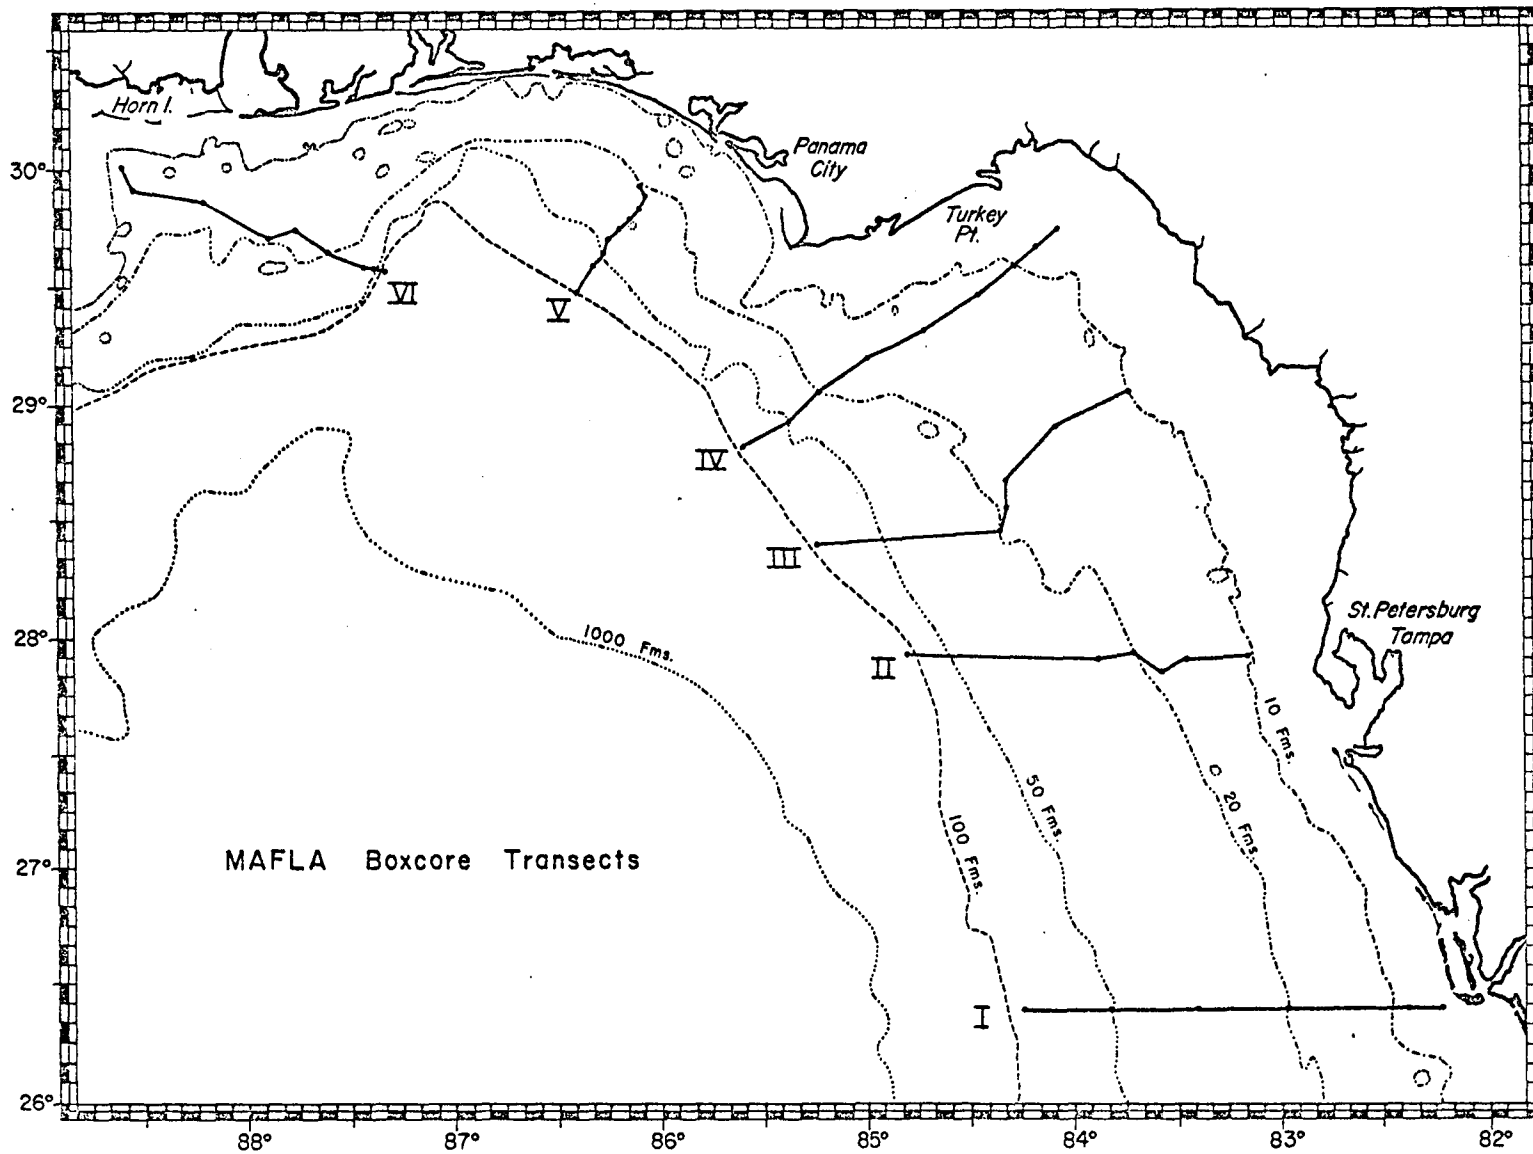 Horn I.
Panama
City
30°
Turkey
Pt.
VI
V
29°
IV
III
St. Petersburg
Tampa
28°
1000 Fms.
II
10 Fms.
50 Fms.
20 Fms.
100 Fms.
MAFLA Boxcore Transects
27°
I
26°
88° 87° 86° 85° 84° 83° 82°